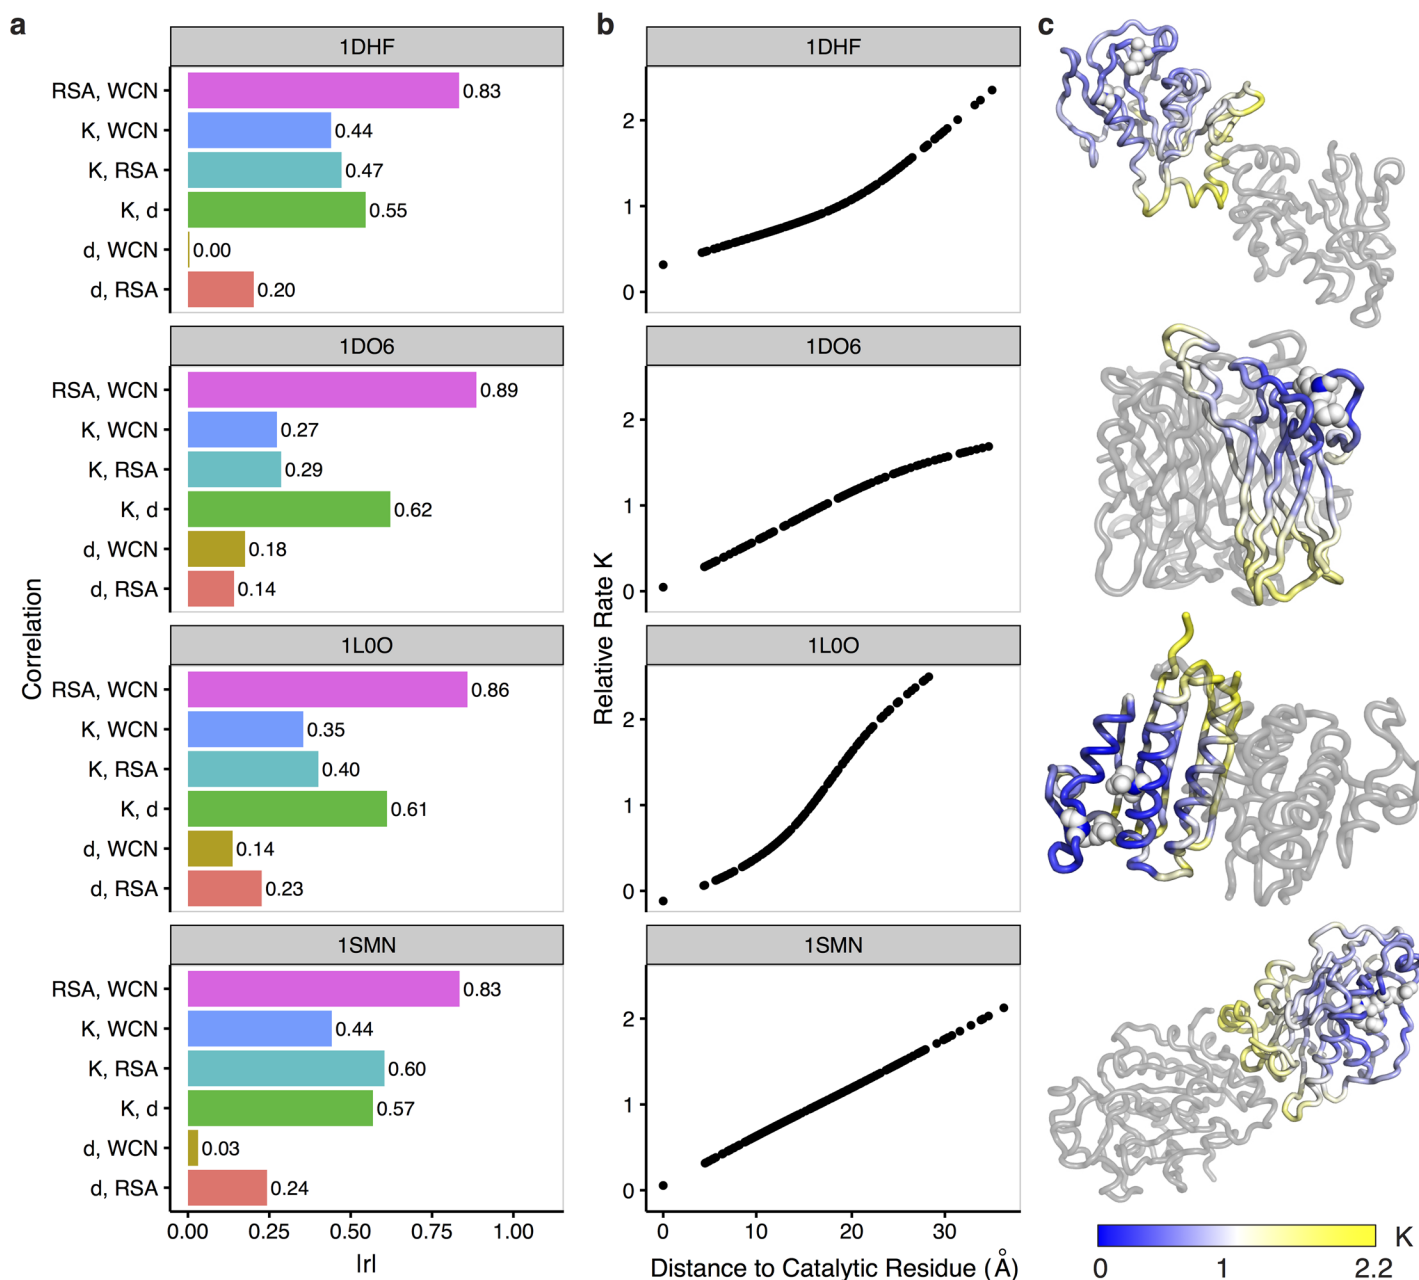 a
b
c
1DHF
RSA, WCN
0.83
K, WCN
0.44
K, RSA
0.47
K, d
0.55
d, WCN
0.00
d, RSA
0.20
1DO6
RSA, WCN
0.89
K, WCN
0.27
K, RSA
0.29
K, d
0.62
d, WCN
0.18
d, RSA
0.14
1L0O
RSA, WCN
0.86
K, WCN
0.35
K, RSA
0.40
K, d
0.61
d, WCN
0.14
d, RSA
0.23
1SMN
RSA, WCN
0.83
K, WCN
0.44
K, RSA
0.60
K, d
0.57
d, WCN
0.03
d, RSA
0.24
0.00 0.25 0.50 0.75 1.00
|r|
Correlation
1DHF
2
1
0
1DO6
2
1
0
1L0O
2
1
0
1SMN
2
1
0
0 10 20 30
Distance to Catalytic Residue (Å)
Relative Rate K
K
0 1 2.2